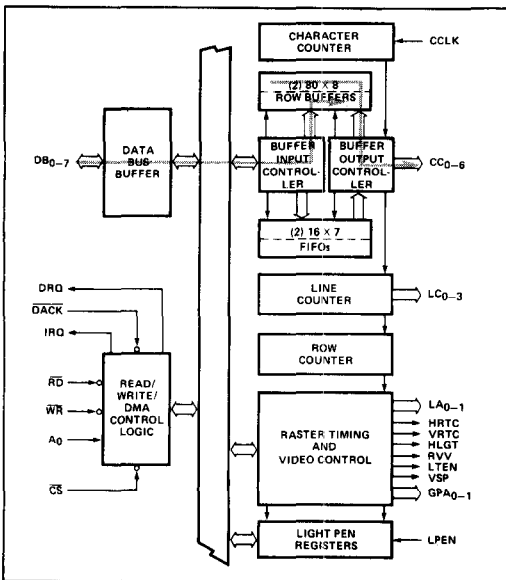 CHARACTER
COUNTER
CCLK
(2) 80 × 8
ROW BUFFERS
DATA
BUS
BUFFER
DB0-7
BUFFER
INPUT
CONTROL-
LER
BUFFER
OUTPUT
CONTROL-
LER
CC0-6
(2) 16 × 7
FIFOs
LINE
COUNTER
LC0-3
ROW
COUNTER
DRQ
DACK
IRQ
RD
WR
A0
CS
READ/
WRITE/
DMA
CONTROL
LOGIC
RASTER TIMING
AND
VIDEO CONTROL
LA0-1
HRTC
VRTC
HLGT
RVV
LTEN
VSP
GPA0-1
LIGHT PEN
REGISTERS
LPEN